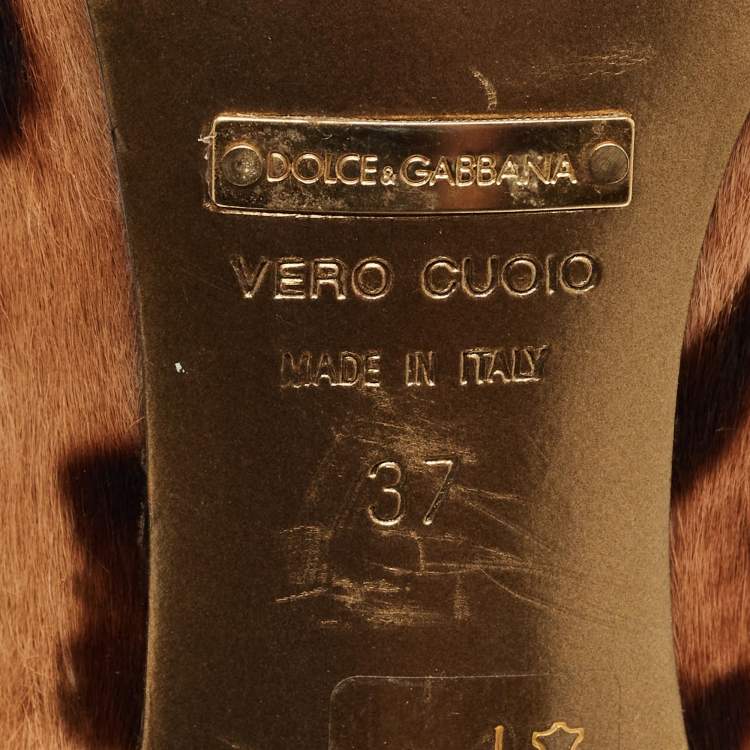 DOLCE&GABBANA
VERO CUOIO
MADE IN ITALY
37